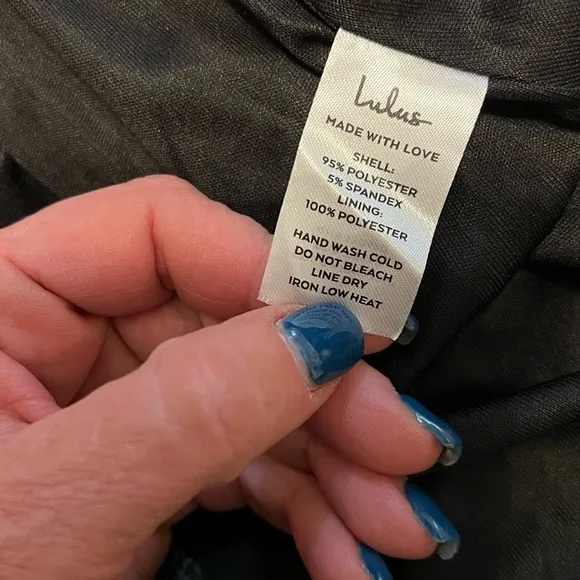 Lulus
MADE WITH LOVE
SHELL:
95% POLYESTER
5% SPANDEX
LINING:
100% POLYESTER
HAND WASH COLD
DO NOT BLEACH
LINE DRY
IRON LOW HEAT